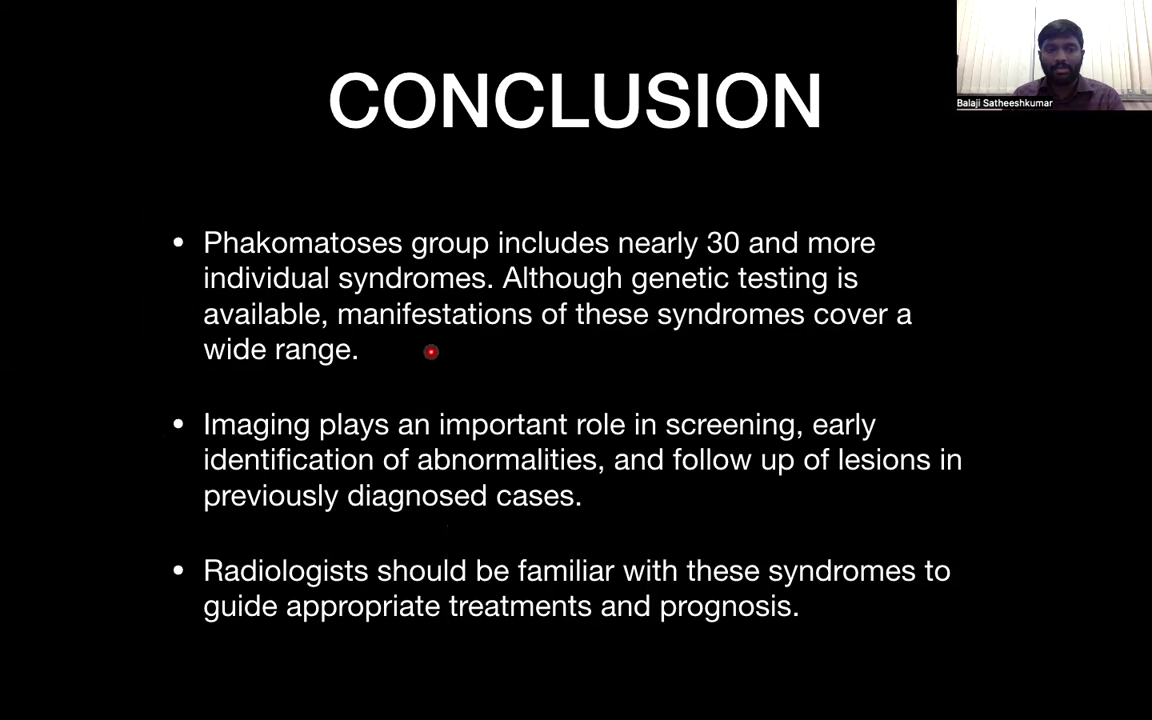 Balaji Satheeshkumar
CONCLUSION
• Phakomatoses group includes nearly 30 and more
individual syndromes. Although genetic testing is
available, manifestations of these syndromes cover a
wide range.
• Imaging plays an important role in screening, early
identification of abnormalities, and follow up of lesions in
previously diagnosed cases.
• Radiologists should be familiar with these syndromes to
guide appropriate treatments and prognosis.